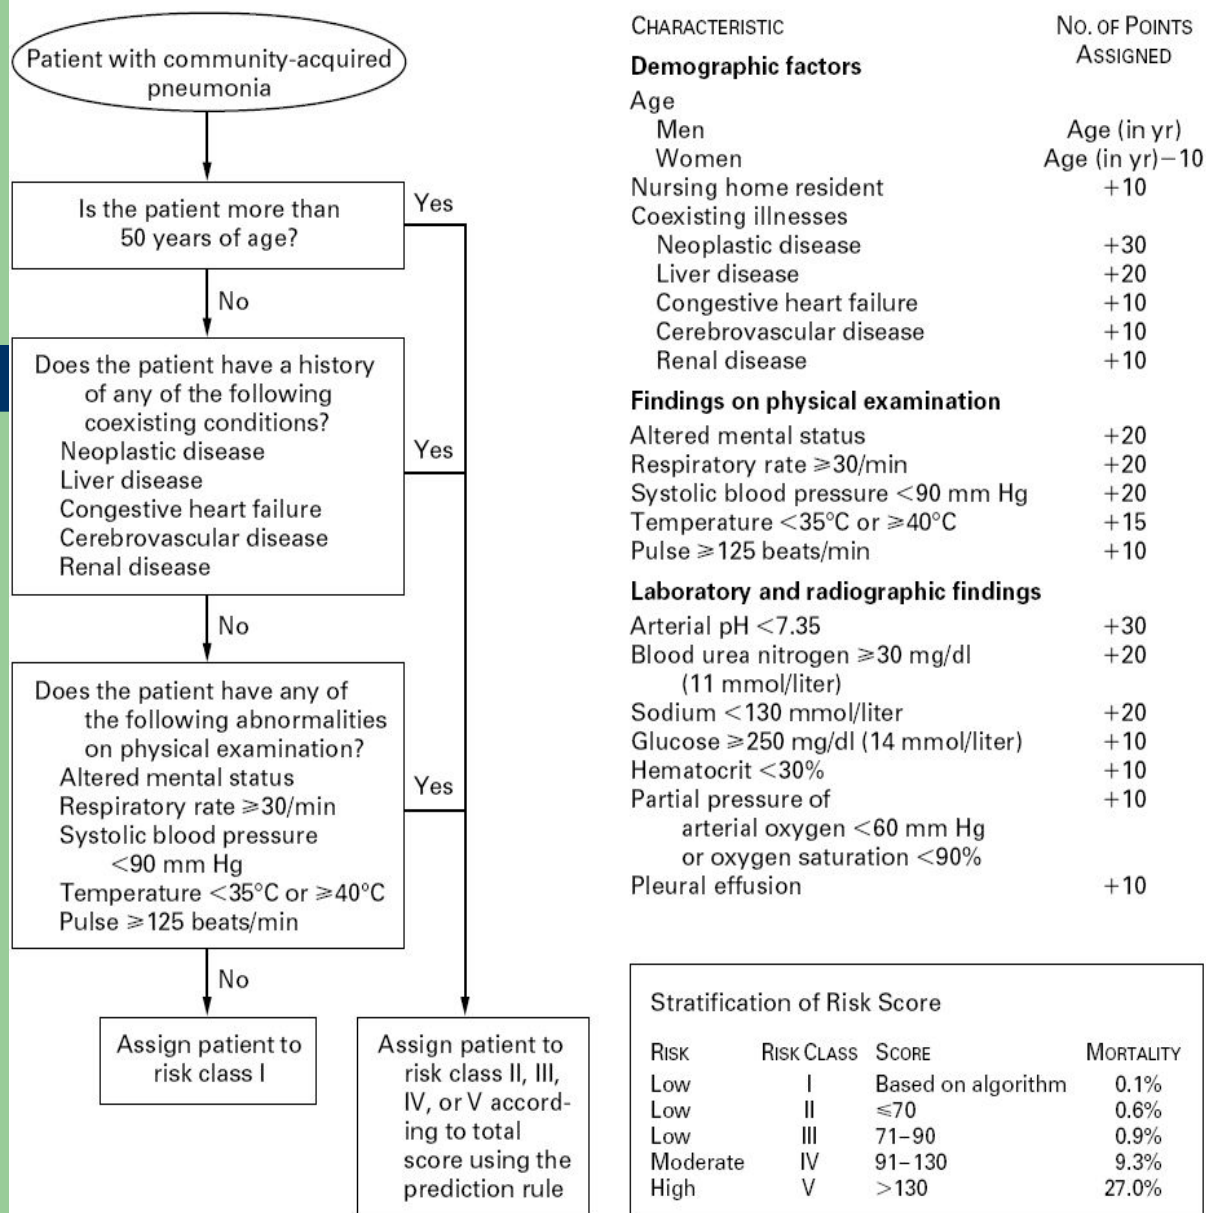 Patient with community-acquired
pneumonia
Is the patient more than
50 years of age?
Yes
No
Does the patient have a history
of any of the following
coexisting conditions?
Neoplastic disease
Liver disease
Congestive heart failure
Cerebrovascular disease
Renal disease
Yes
No
Does the patient have any of
the following abnormalities
on physical examination?
Altered mental status
Respiratory rate ⩾30/min
Systolic blood pressure
<90 mm Hg
Temperature <35°C or ⩾40°C
Pulse ⩾125 beats/min
Yes
No
Assign patient to
risk class I
Assign patient to
risk class II, III,
IV, or V accord-
ing to total
score using the
prediction rule
CHARACTERISTIC NO. OF POINTS
ASSIGNED
Demographic factors
Age
Men Age (in yr)
Women Age (in yr)−10
Nursing home resident +10
Coexisting illnesses
Neoplastic disease +30
Liver disease +20
Congestive heart failure +10
Cerebrovascular disease +10
Renal disease +10
Findings on physical examination
Altered mental status +20
Respiratory rate ⩾30/min +20
Systolic blood pressure <90 mm Hg +20
Temperature <35°C or ⩾40°C +15
Pulse ⩾125 beats/min +10
Laboratory and radiographic findings
Arterial pH <7.35 +30
Blood urea nitrogen ⩾30 mg/dl +20
(11 mmol/liter)
Sodium <130 mmol/liter +20
Glucose ⩾250 mg/dl (14 mmol/liter) +10
Hematocrit <30% +10
Partial pressure of +10
arterial oxygen <60 mm Hg
or oxygen saturation <90%
Pleural effusion +10
Stratification of Risk Score
RISK RISK CLASS SCORE MORTALITY
Low I Based on algorithm 0.1%
Low II ⩽70 0.6%
Low III 71–90 0.9%
Moderate IV 91–130 9.3%
High V >130 27.0%